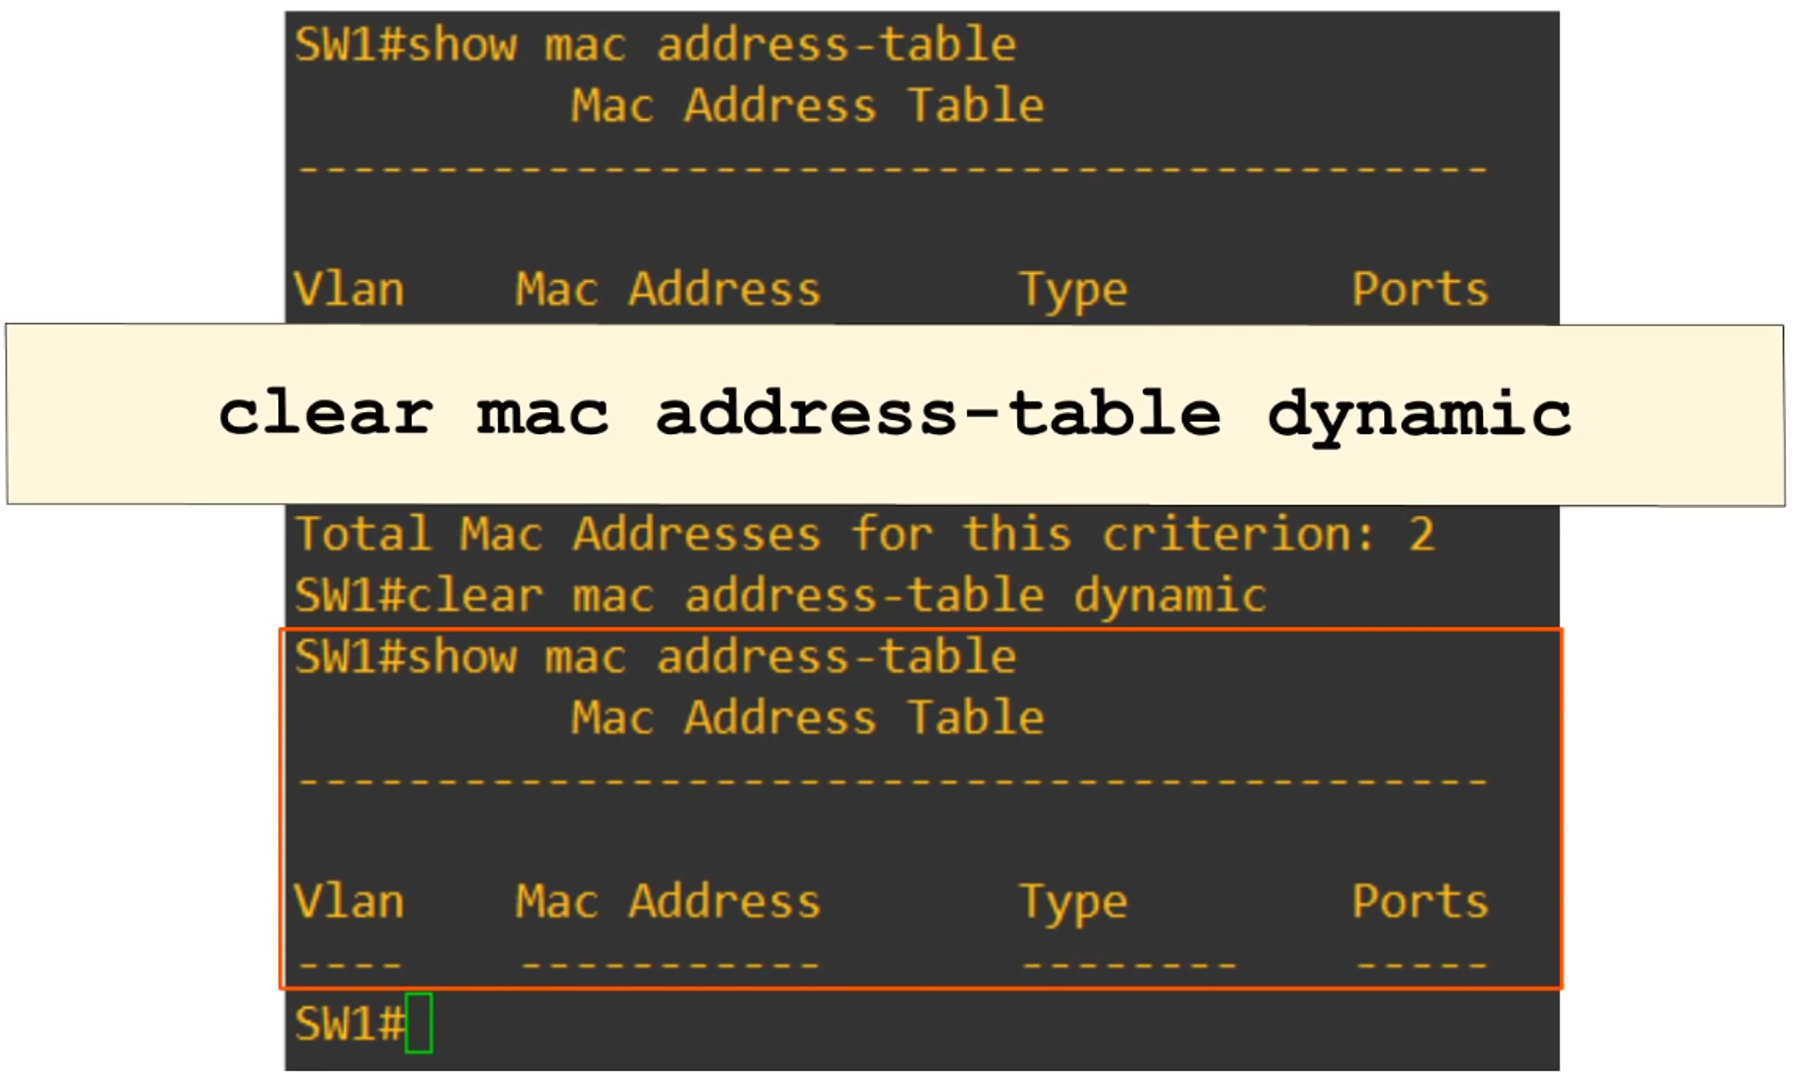 SW1#show mac address-table
Mac Address Table
-------------------------------------------
Vlan    Mac Address       Type        Ports
clear mac address-table dynamic
Total Mac Addresses for this criterion: 2
SW1#clear mac address-table dynamic
SW1#show mac address-table
Mac Address Table
-------------------------------------------
Vlan    Mac Address       Type        Ports
----    -----------       --------    -----
SW1#